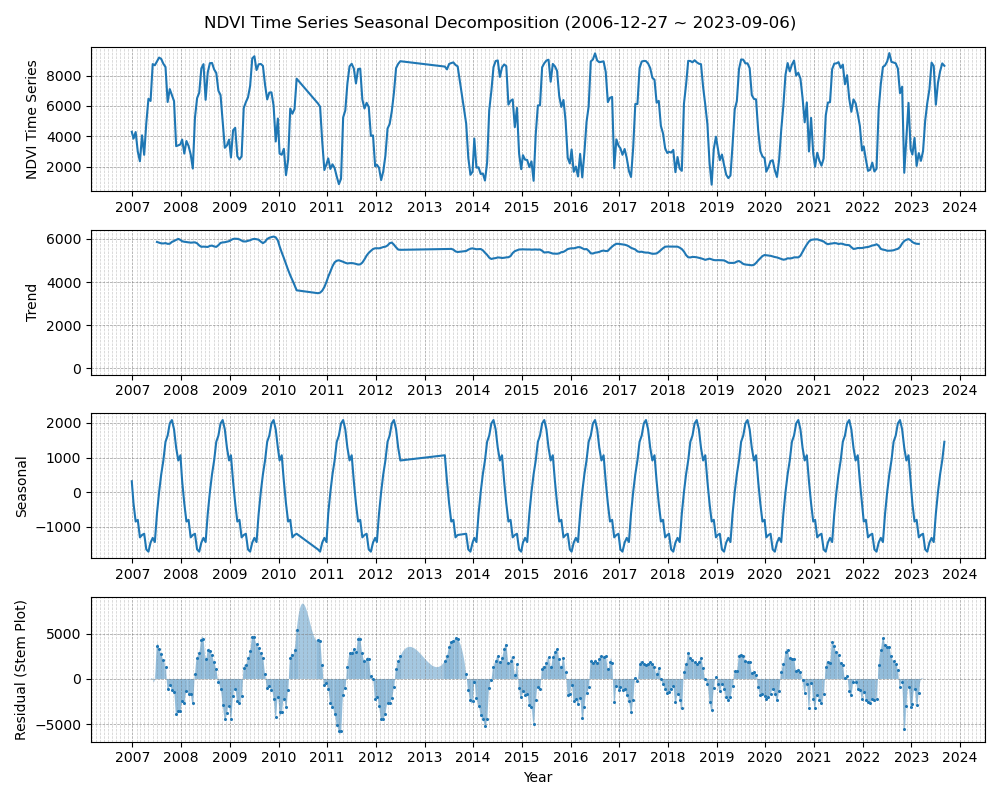 NDVI Time Series Seasonal Decomposition (2006-12-27 ~ 2023-09-06)
NDVI Time Series
8000
6000
4000
2000
2007 2008 2009 2010 2011 2012 2013 2014 2015 2016 2017 2018 2019 2020 2021 2022 2023 2024
Trend
6000
4000
2000
0
2007 2008 2009 2010 2011 2012 2013 2014 2015 2016 2017 2018 2019 2020 2021 2022 2023 2024
Seasonal
2000
1000
0
−1000
2007 2008 2009 2010 2011 2012 2013 2014 2015 2016 2017 2018 2019 2020 2021 2022 2023 2024
Residual (Stem Plot)
5000
0
−5000
2007 2008 2009 2010 2011 2012 2013 2014 2015 2016 2017 2018 2019 2020 2021 2022 2023 2024
Year